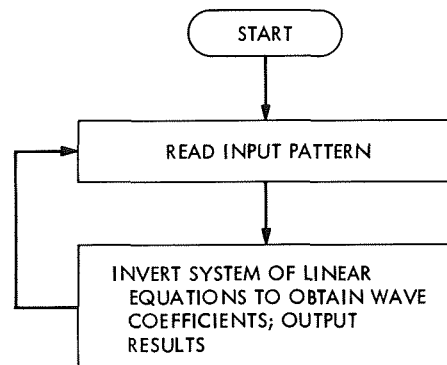 START
READ INPUT PATTERN
INVERT SYSTEM OF LINEAR
EQUATIONS TO OBTAIN WAVE
COEFFICIENTS; OUTPUT
RESULTS